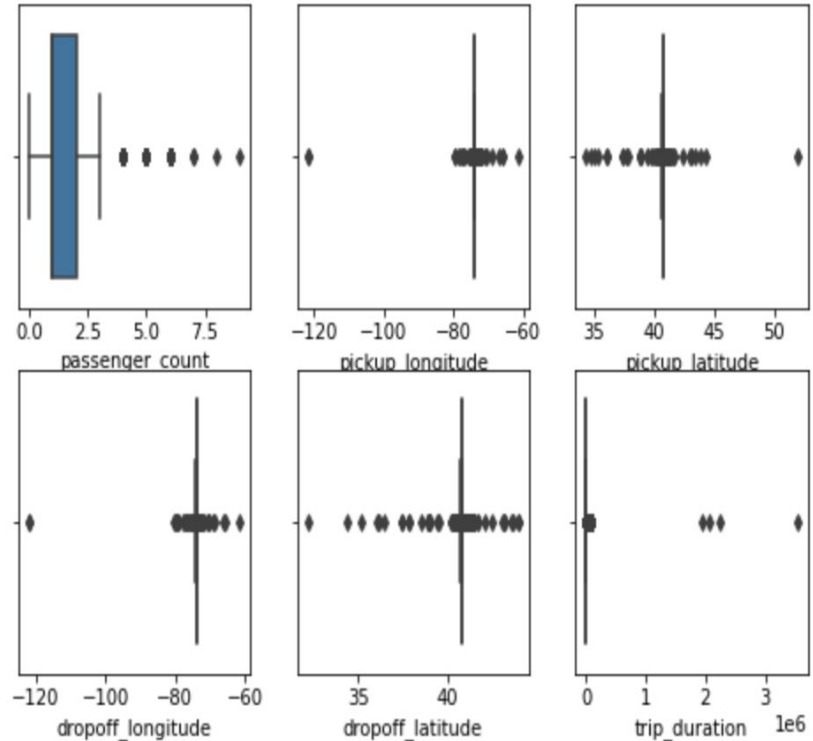 0.0 2.5 5.0 7.5
passenger_count
−120 −100 −80 −60
pickup_longitude
35 40 45 50
pickup_latitude
−120 −100 −80 −60
dropoff_longitude
35 40
dropoff_latitude
0 1 2 3
1e6
trip_duration